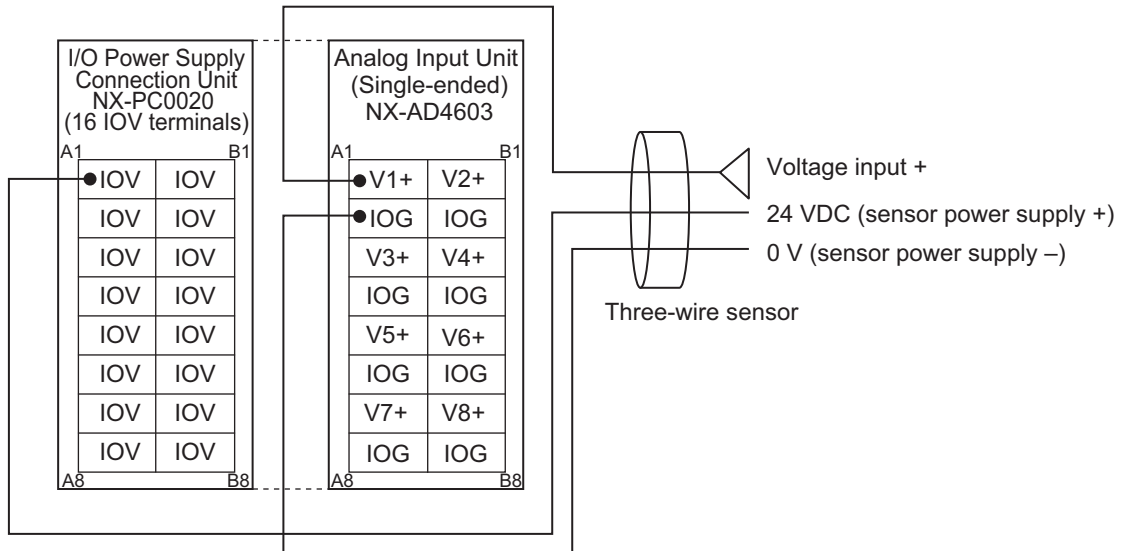 I/O Power Supply
Connection Unit
NX-PC0020
(16 IOV terminals)
A1 B1
IOV IOV
IOV IOV
IOV IOV
IOV IOV
IOV IOV
IOV IOV
IOV IOV
IOV IOV
A8 B8
Analog Input Unit
(Single-ended)
NX-AD4603
A1 B1
V1+ V2+
IOG IOG
V3+ V4+
IOG IOG
V5+ V6+
IOG IOG
V7+ V8+
IOG IOG
A8 B8
Voltage input +
24 VDC (sensor power supply +)
0 V (sensor power supply –)
Three-wire sensor